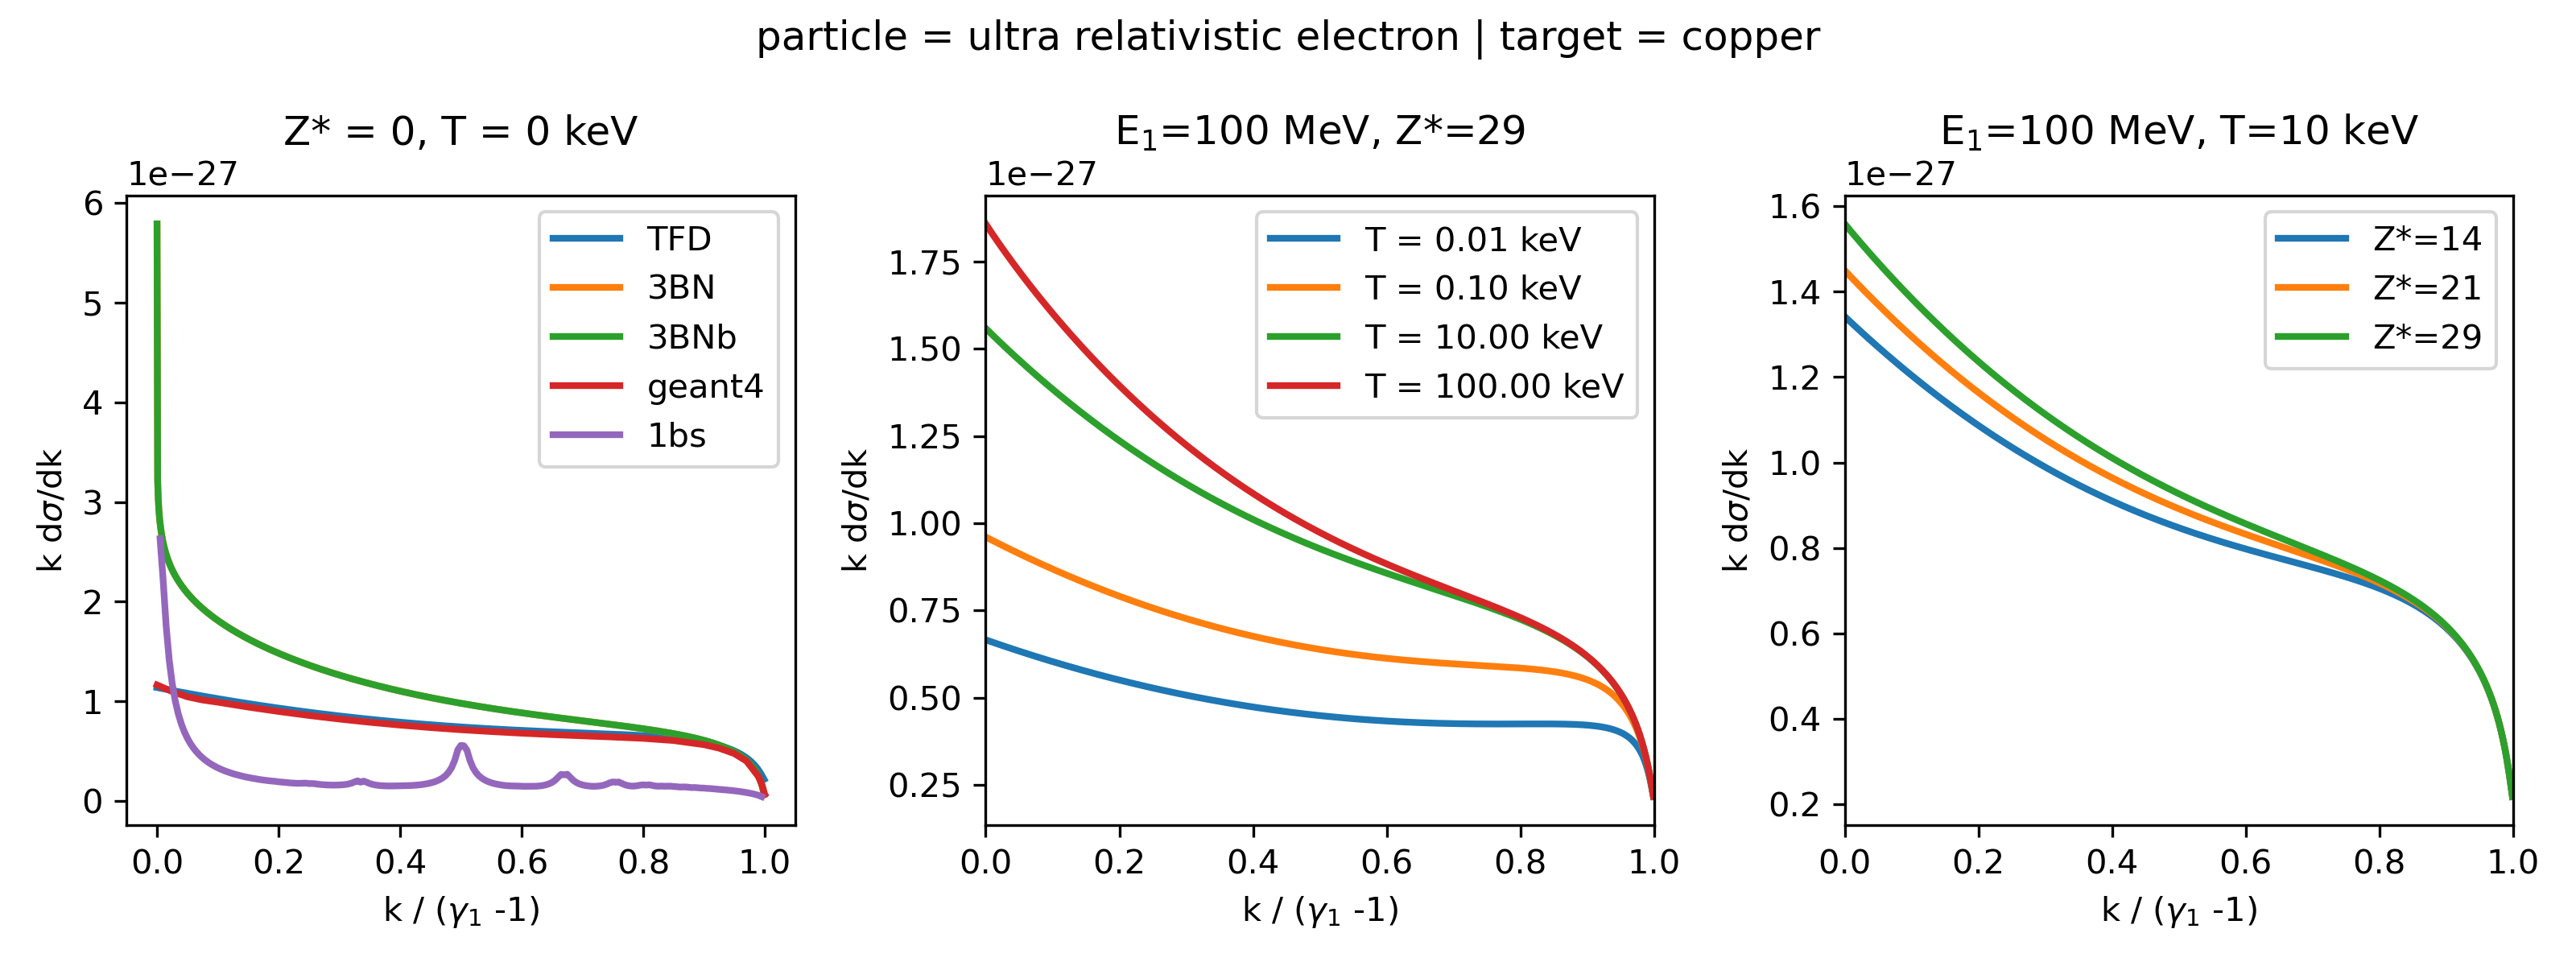 particle = ultra relativistic electron | target = copper
Z* = 0, T = 0 keV
1e−27
6
5
4
3
2
1
0
k dσ/dk
TFD
3BN
3BNb
geant4
1bs
0.0 0.2 0.4 0.6 0.8 1.0
k / (γ₁ -1)
E₁=100 MeV, Z*=29
1e−27
1.75
1.50
1.25
1.00
0.75
0.50
0.25
k dσ/dk
T = 0.01 keV
T = 0.10 keV
T = 10.00 keV
T = 100.00 keV
0.0 0.2 0.4 0.6 0.8 1.0
k / (γ₁ -1)
E₁=100 MeV, T=10 keV
1e−27
1.6
1.4
1.2
1.0
0.8
0.6
0.4
0.2
k dσ/dk
Z*=14
Z*=21
Z*=29
0.0 0.2 0.4 0.6 0.8 1.0
k / (γ₁ -1)